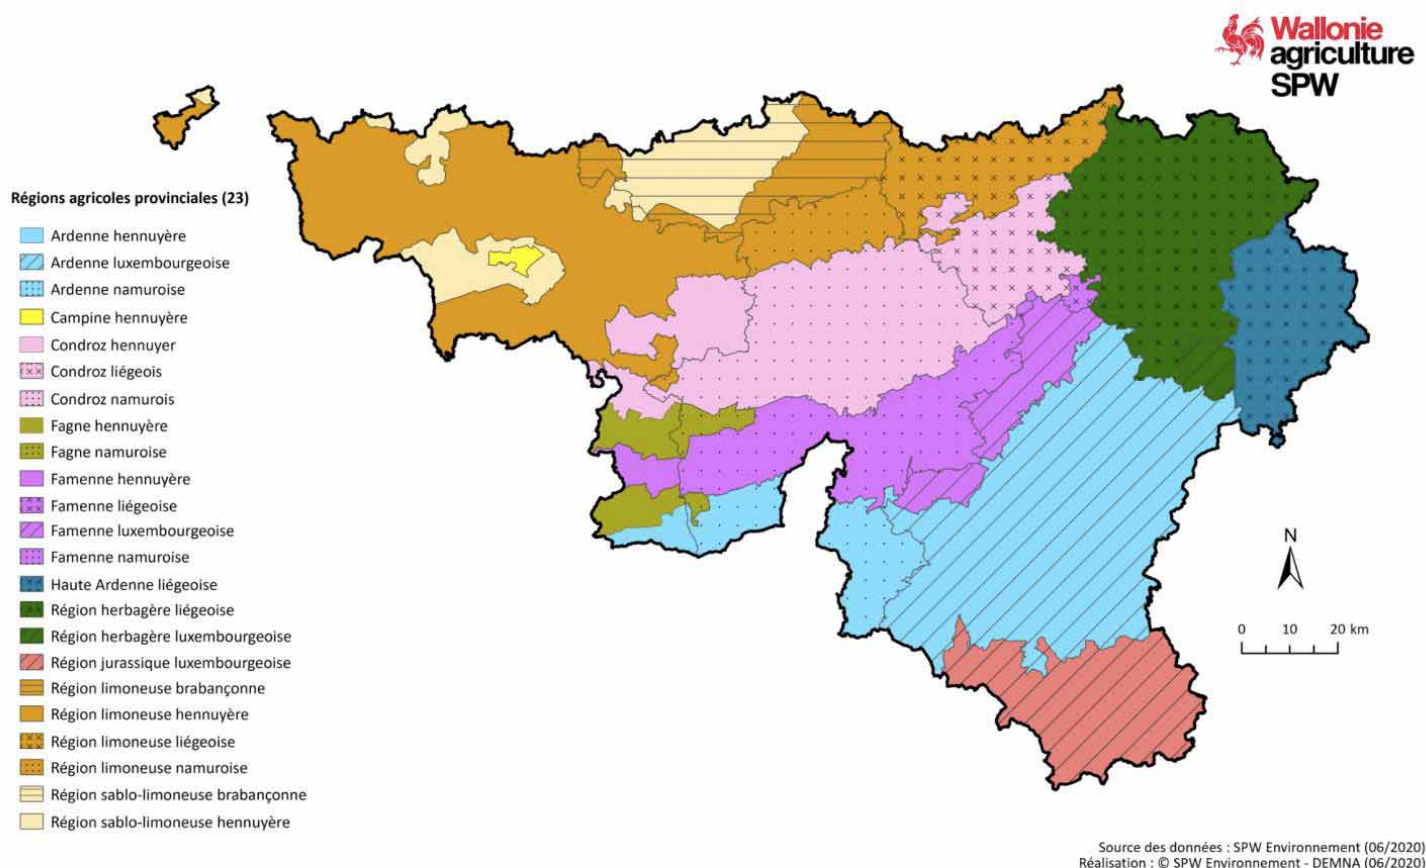 Wallonie
agriculture
SPW
Régions agricoles provinciales (23)
Ardenne hennuyère
Ardenne luxembourgeoise
Ardenne namuroise
Campine hennuyère
Condroz hennuyer
Condroz liégeois
Condroz namurois
Fagne hennuyère
Fagne namuroise
Famenne hennuyère
Famenne liégeoise
Famenne luxembourgeoise
Famenne namuroise
Haute Ardenne liégeoise
Région herbagère liégeoise
Région herbagère luxembourgeoise
Région jurassique luxembourgeoise
Région limoneuse brabançonne
Région limoneuse hennuyère
Région limoneuse liégeoise
Région limoneuse namuroise
Région sablo-limoneuse brabançonne
Région sablo-limoneuse hennuyère
N
0 10 20 km
Source des données : SPW Environnement (06/2020)
Réalisation : © SPW Environnement - DEMNA (06/2020)